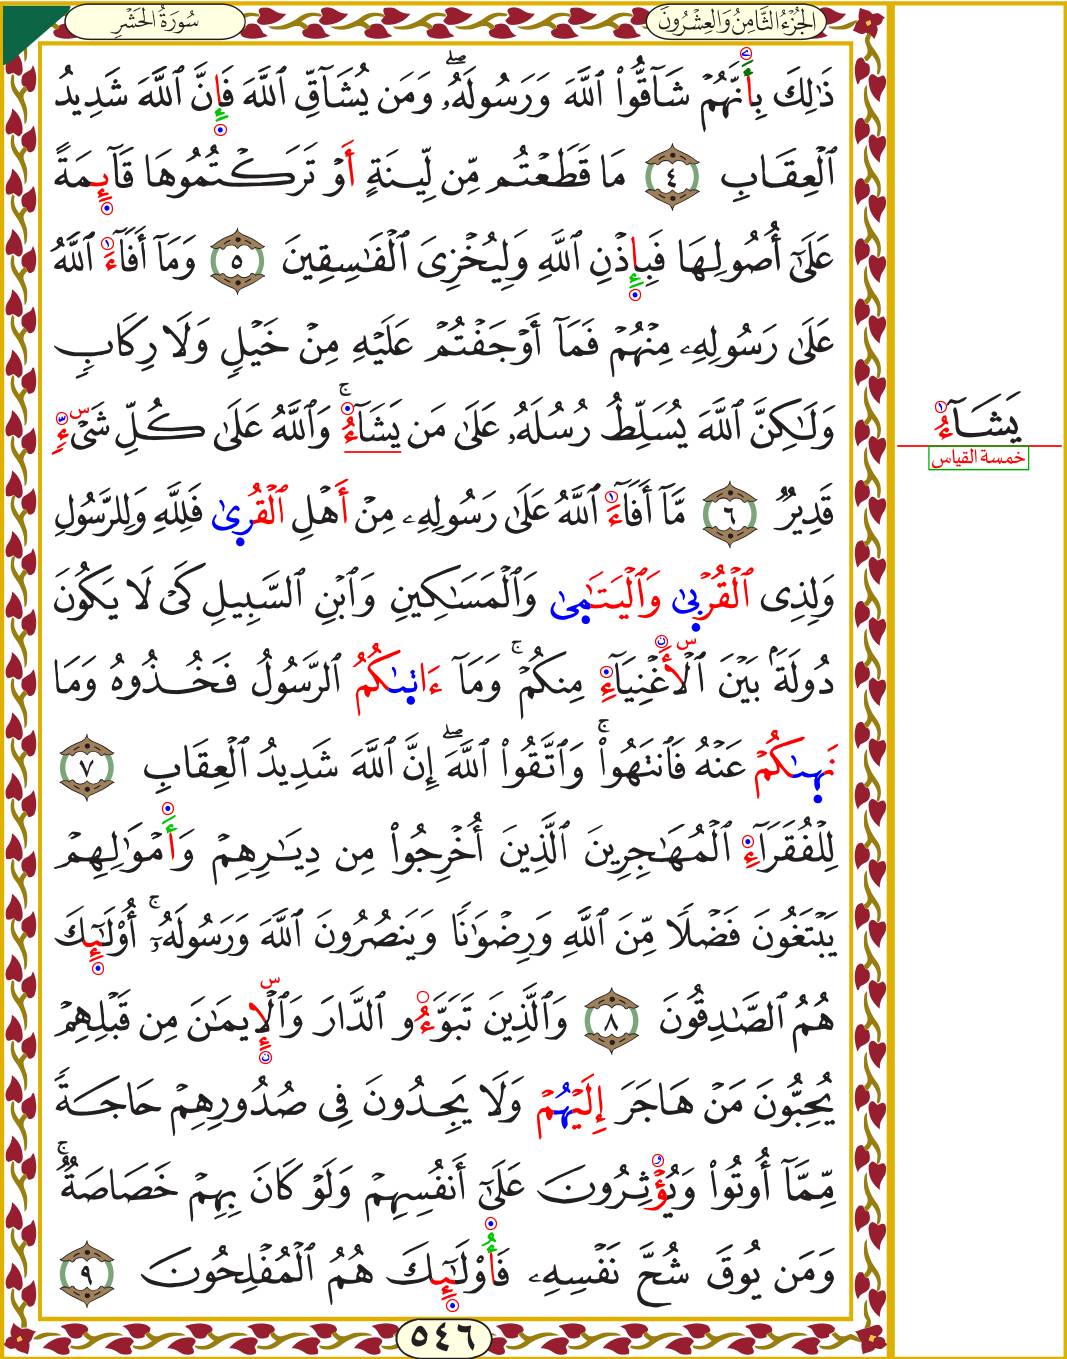 سُورَةُ الحَشْرِ
الجُزْءُ الثَّامِنُ وَالعِشْرُونَ
ذَٰلِكَ بِأَنَّهُمْ شَآقُّوا۟ ٱللَّهَ وَرَسُولَهُۥۖ وَمَن يُشَآقِّ ٱللَّهَ فَإِنَّ ٱللَّهَ شَدِيدُ
ٱلْعِقَابِ ٤ مَا قَطَعْتُم مِّن لِّينَةٍ أَوْ تَرَكْتُمُوهَا قَآئِمَةً
عَلَىٰٓ أُصُولِهَا فَبِإِذْنِ ٱللَّهِ وَلِيُخْزِىَ ٱلْفَـٰسِقِينَ ٥ وَمَآ أَفَآءَ ٱللَّهُ
عَلَىٰ رَسُولِهِۦ مِنْهُمْ فَمَآ أَوْجَفْتُمْ عَلَيْهِ مِنْ خَيْلٍ وَلَا رِكَابٍ
وَلَـٰكِنَّ ٱللَّهَ يُسَلِّطُ رُسُلَهُۥ عَلَىٰ مَن يَشَآءُۚ وَٱللَّهُ عَلَىٰ كُلِّ شَىْءٍ
يَشَآءُ
خمسة القياس
قَدِيرٌ ٦ مَّآ أَفَآءَ ٱللَّهُ عَلَىٰ رَسُولِهِۦ مِنْ أَهْلِ ٱلْقُرَىٰ فَلِلَّهِ وَلِلرَّسُولِ
وَلِذِى ٱلْقُرْبَىٰ وَٱلْيَتَـٰمَىٰ وَٱلْمَسَـٰكِينِ وَٱبْنِ ٱلسَّبِيلِ كَىْ لَا يَكُونَ
دُولَةًۢ بَيْنَ ٱلْأَغْنِيَآءِ مِنكُمْۚ وَمَآ ءَاتَىٰكُمُ ٱلرَّسُولُ فَخُذُوهُ وَمَا
نَهَىٰكُمْ عَنْهُ فَٱنتَهُوا۟ۚ وَٱتَّقُوا۟ ٱللَّهَۖ إِنَّ ٱللَّهَ شَدِيدُ ٱلْعِقَابِ ٧
لِلْفُقَرَآءِ ٱلْمُهَـٰجِرِينَ ٱلَّذِينَ أُخْرِجُوا۟ مِن دِيَـٰرِهِمْ وَأَمْوَٰلِهِمْ
يَبْتَغُونَ فَضْلًا مِّنَ ٱللَّهِ وَرِضْوَٰنًا وَيَنصُرُونَ ٱللَّهَ وَرَسُولَهُۥٓۚ أُو۟لَـٰٓئِكَ
هُمُ ٱلصَّـٰدِقُونَ ٨ وَٱلَّذِينَ تَبَوَّءُو ٱلدَّارَ وَٱلْإِيمَـٰنَ مِن قَبْلِهِمْ
يُحِبُّونَ مَنْ هَاجَرَ إِلَيْهُمْ وَلَا يَجِدُونَ فِى صُدُورِهِمْ حَاجَةً
مِّمَّآ أُوتُوا۟ وَيُؤْثِرُونَ عَلَىٰٓ أَنفُسِهِمْ وَلَوْ كَانَ بِهِمْ خَصَاصَةٌۚ
وَمَن يُوقَ شُحَّ نَفْسِهِۦ فَأُو۟لَـٰٓئِكَ هُمُ ٱلْمُفْلِحُونَ ٩
٥٤٦